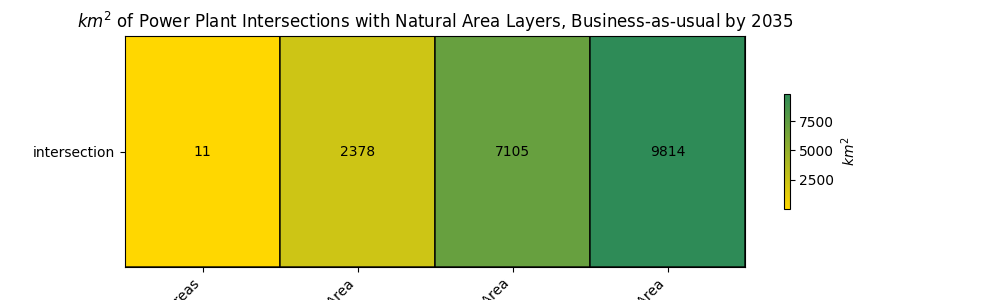 km² of Power Plant Intersections with Natural Area Layers, Business-as-usual by 2035
intersection
11
2378
7105
9814
7500
5000
2500
km²
Area
Area
Area